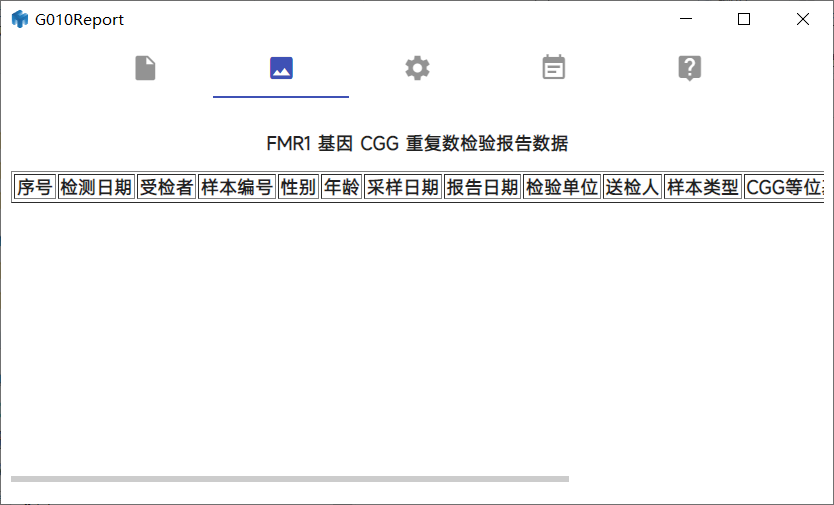 G010Report
FMR1 基因 CGG 重复数检验报告数据
序号 检测日期 受检者 样本编号 性别 年龄 采样日期 报告日期 检验单位 送检人 样本类型 CGG等位